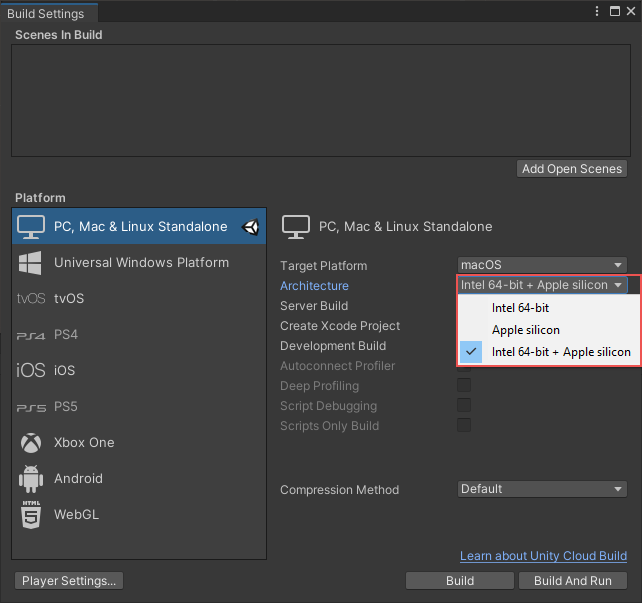 Build Settings
Scenes In Build
Add Open Scenes
Platform
PC, Mac & Linux Standalone
Universal Windows Platform
tvOS tvOS
PS4 PS4
iOS iOS
PS5 PS5
Xbox One
Android
HTML
5 WebGL
PC, Mac & Linux Standalone
Target Platform macOS
Architecture Intel 64-bit + Apple silicon
Intel 64-bit
Apple silicon
Intel 64-bit + Apple silicon
Server Build
Create Xcode Project
Development Build
Autoconnect Profiler
Deep Profiling
Script Debugging
Scripts Only Build
Compression Method Default
Learn about Unity Cloud Build
Player Settings... Build Build And Run